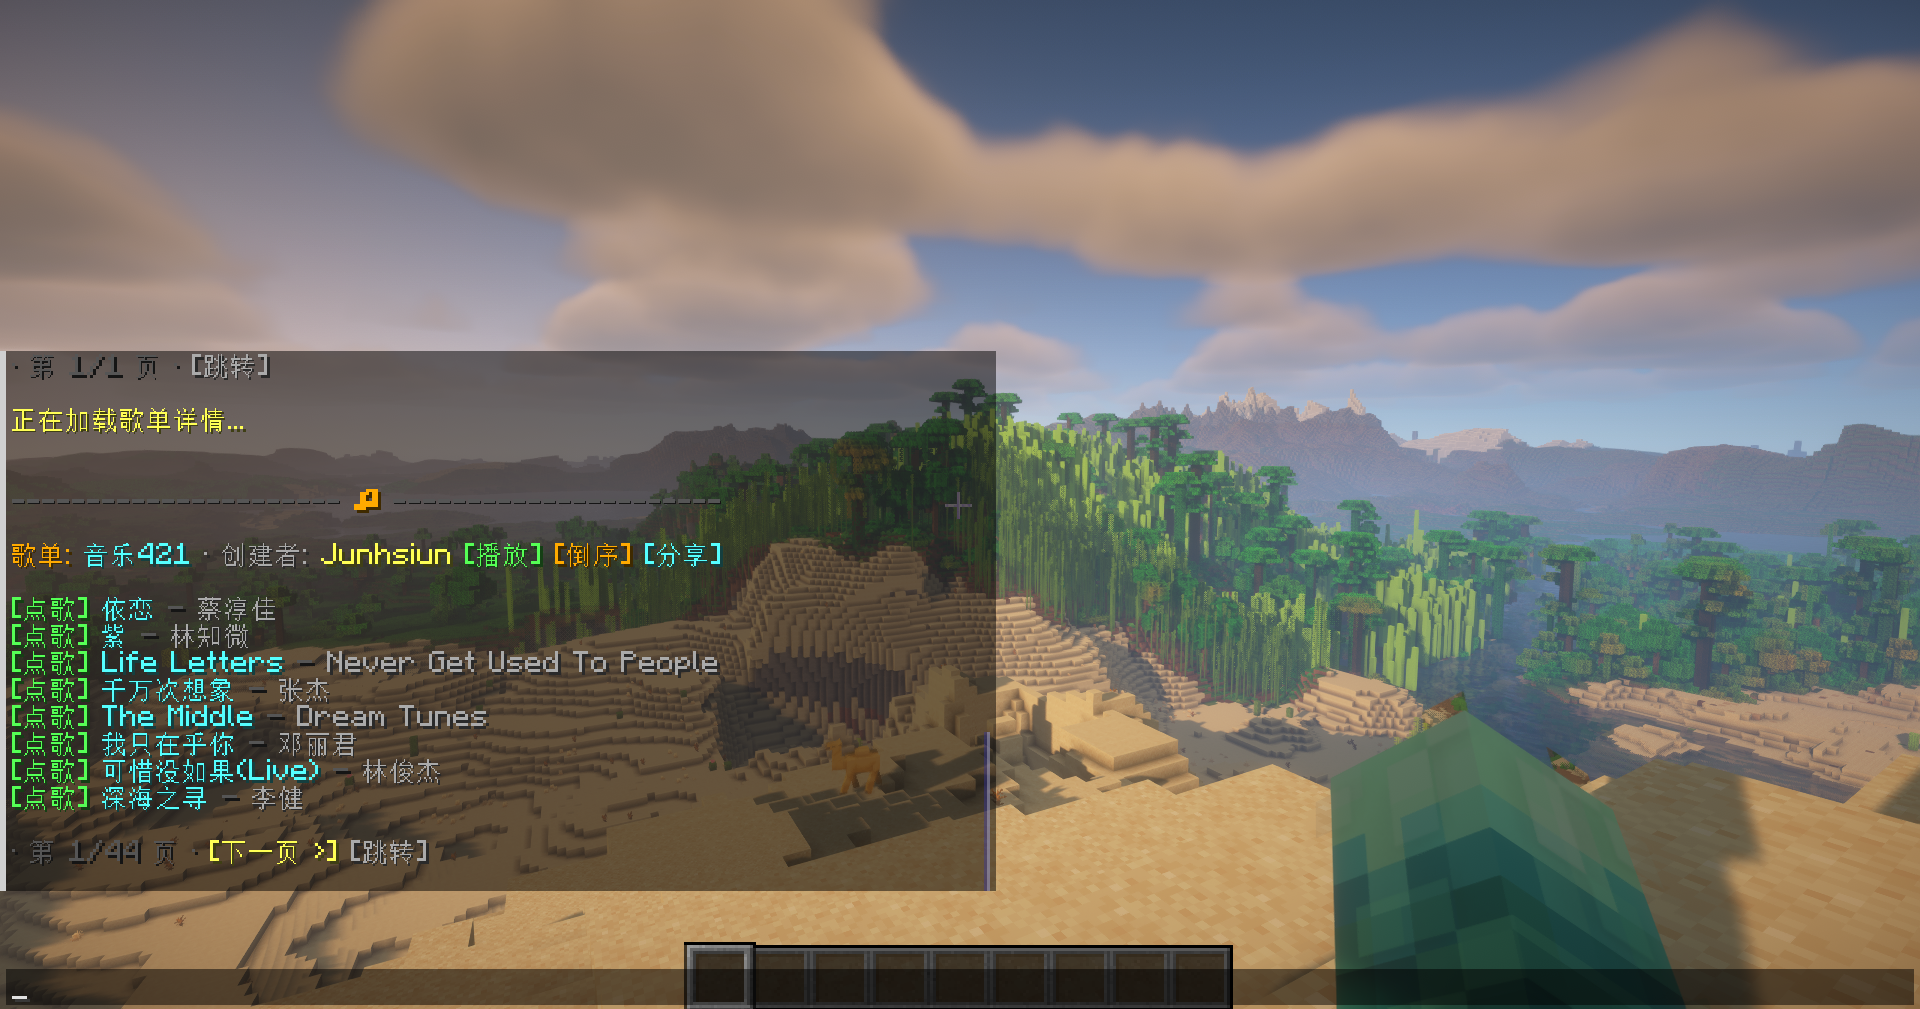 · 第 1/1 页 · [跳转]
正在加载歌单详情...
歌单: 音乐421 · 创建者: Junhsiun [播放] [倒序] [分享]
[点歌] 依恋 - 蔡淳佳
[点歌] 紫 - 林知微
[点歌] Life Letters - Never Get Used To People
[点歌] 千万次想象 - 张杰
[点歌] The Middle - Dream Tunes
[点歌] 我只在乎你 - 邓丽君
[点歌] 可惜没如果(Live) - 林俊杰
[点歌] 深海之寻 - 李健
· 第 1/44 页 · [下一页 >] [跳转]